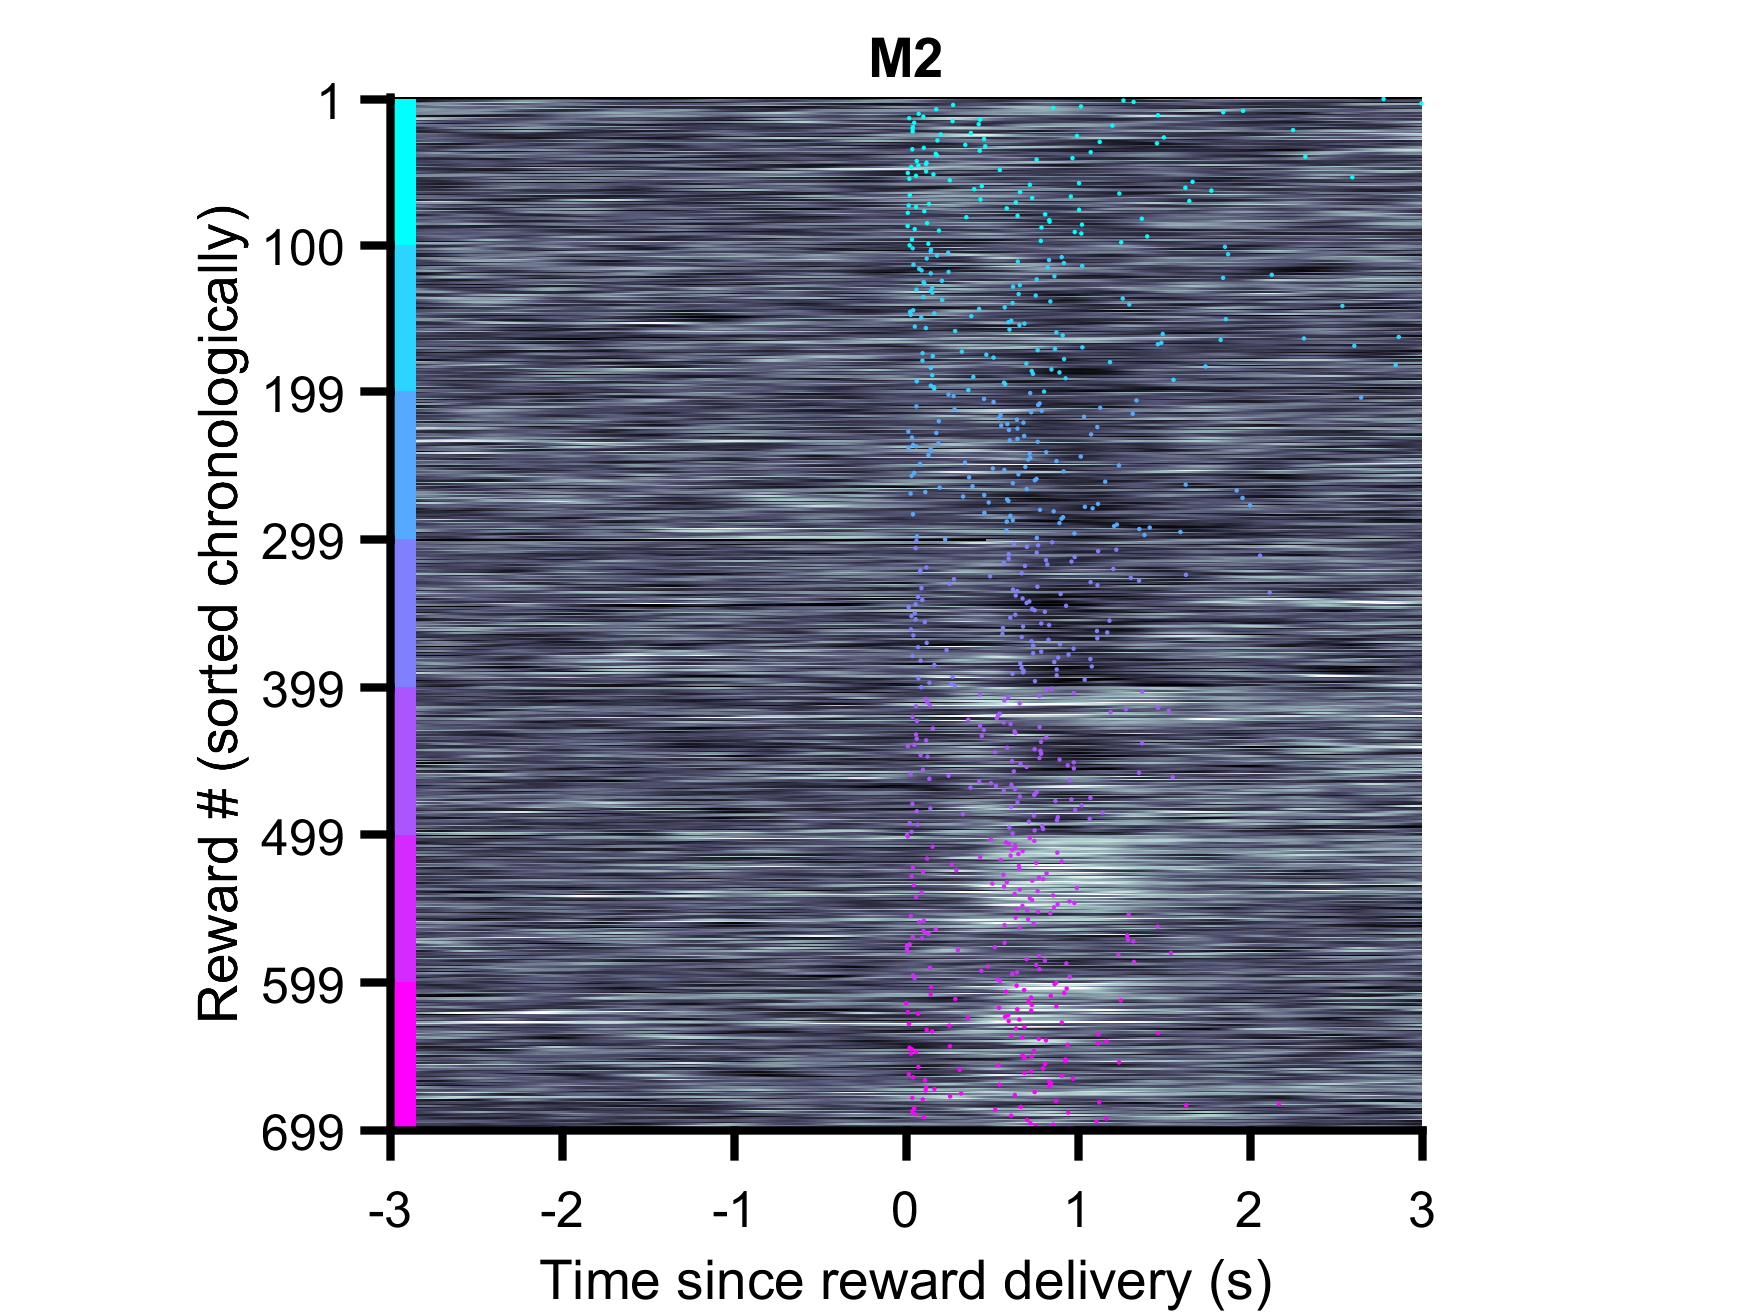 M2
Reward # (sorted chronologically)
1
100
199
299
399
499
599
699
-3 -2 -1 0 1 2 3
Time since reward delivery (s)